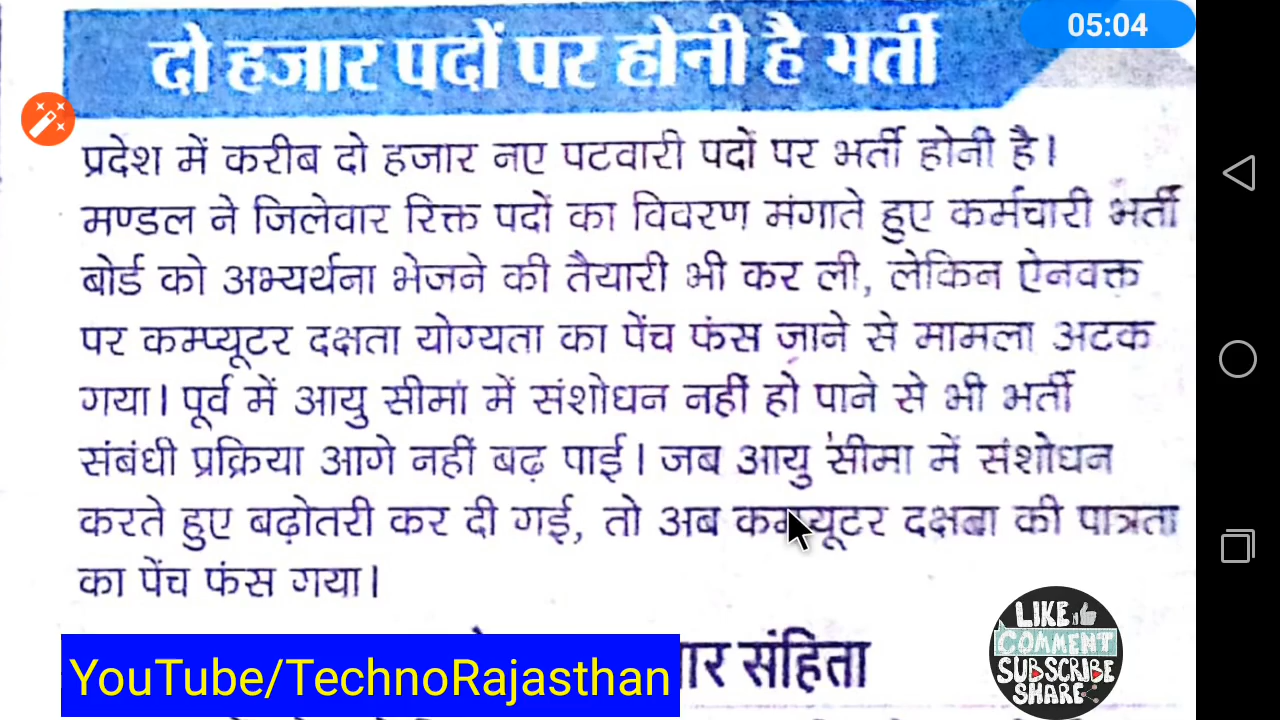 दो हजार पदों पर होनी है भर्ती
05:04
प्रदेश में करीब दो हजार नए पटवारी पदों पर भर्ती होनी है।
मण्डल ने जिलेवार रिक्त पदों का विवरण मंगाते हुए कर्मचारी भर्ती
बोर्ड को अभ्यर्थना भेजने की तैयारी भी कर ली, लेकिन ऐनवक्त
पर कम्प्यूटर दक्षता योग्यता का पेंच फंस जाने से मामला अटक
गया। पूर्व में आयु सीमा में संशोधन नहीं हो पाने से भी भर्ती
संबंधी प्रक्रिया आगे नहीं बढ़ पाई। जब आयु सीमा में संशोधन
करते हुए बढ़ोतरी कर दी गई, तो अब कम्प्यूटर दक्षता की पात्रता
का पेंच फंस गया।
संहिता
YouTube/TechnoRajasthan
LIKE
COMMENT
SUBSCRIBE
SHARE